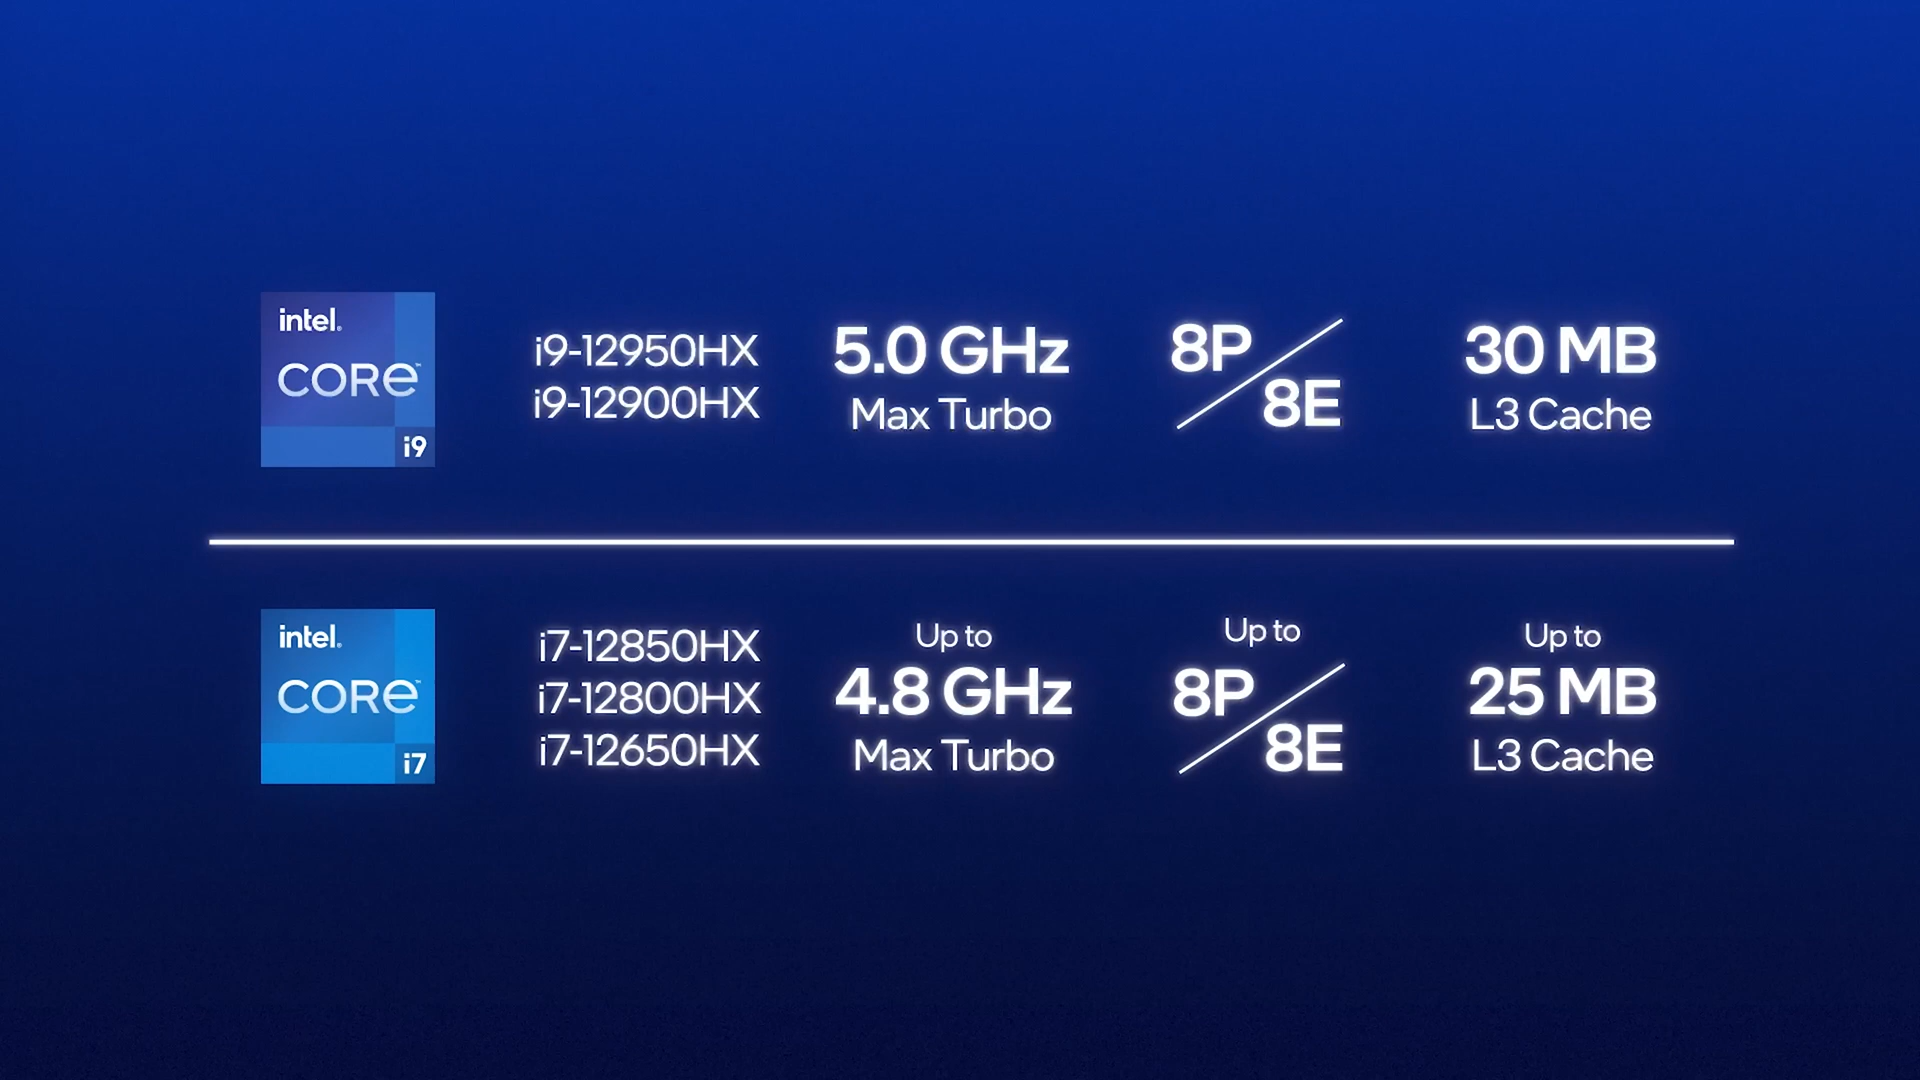 intel.
CORE™
i9
i9-12950HX
i9-12900HX
5.0 GHz
Max Turbo
8P
8E
30 MB
L3 Cache
intel.
CORE™
i7
i7-12850HX
i7-12800HX
i7-12650HX
Up to
4.8 GHz
Max Turbo
Up to
8P
8E
Up to
25 MB
L3 Cache